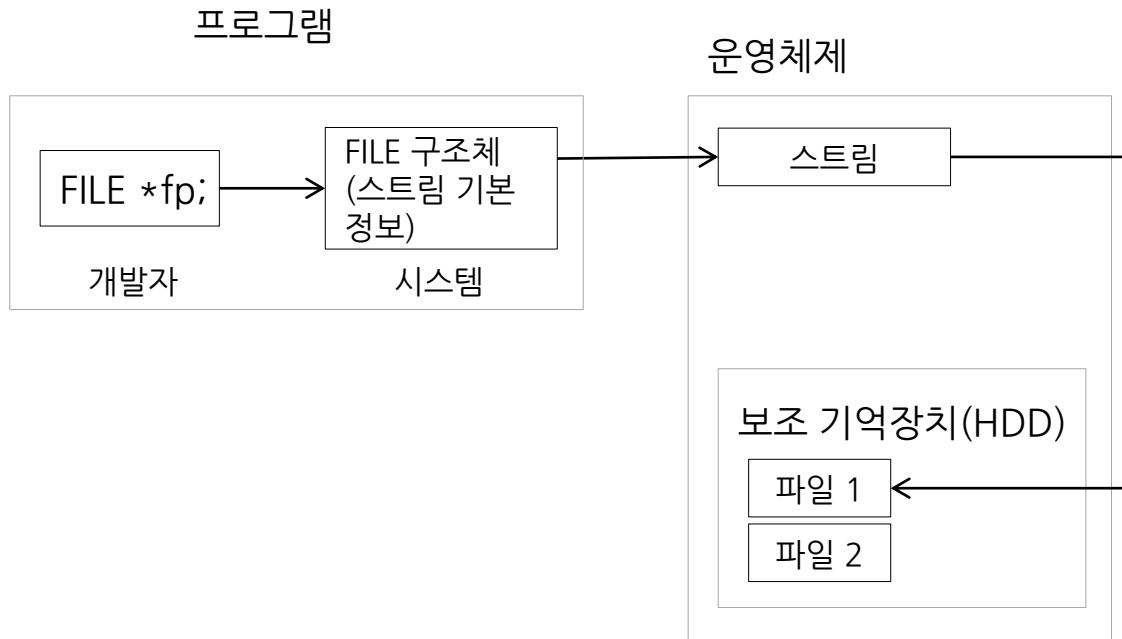 프로그램
운영체제
FILE *fp;
FILE 구조체
(스트림 기본
정보)
스트림
개발자
시스템
보조 기억장치(HDD)
파일 1
파일 2